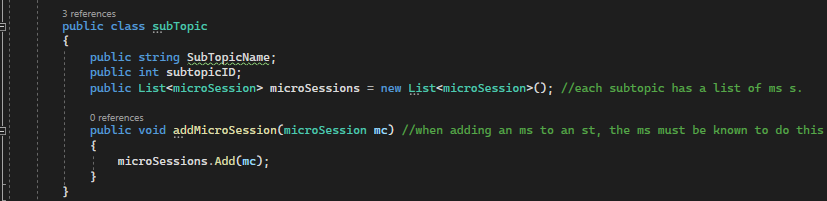 3 references
public class subTopic
{
public string SubTopicName;
public int subtopicID;
public List<microSession> microSessions = new List<microSession>(); //each subtopic has a list of ms s.
0 references
public void addMicroSession(microSession mc) //when adding an ms to an st, the ms must be known to do this
{
microSessions.Add(mc);
}
}